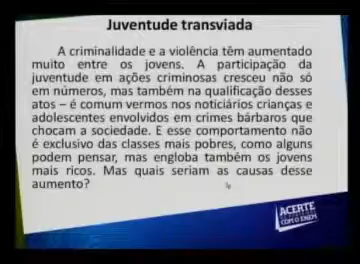 Juventude transviada
A criminalidade e a violência têm aumentado
muito entre os jovens. A participação da
juventude em ações criminosas cresceu não só
em números, mas também na qualificação desses
atos – é comum vermos nos noticiários crianças e
adolescentes envolvidos em crimes bárbaros que
chocam a sociedade. E esse comportamento não
é exclusivo das classes mais pobres, como alguns
podem pensar, mas engloba também os jovens
mais ricos. Mas quais seriam as causas desse
aumento?
ACERTE
COM O ENEM